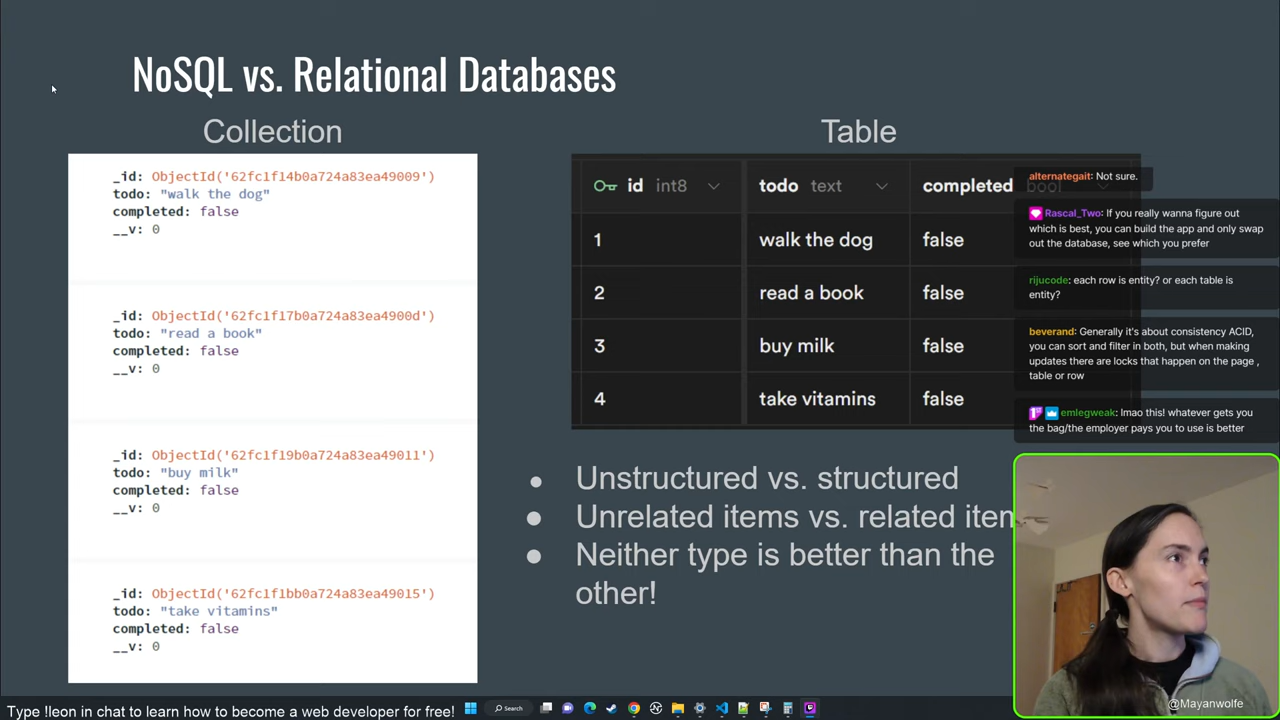 NoSQL vs. Relational Databases
Collection
_id: ObjectId('62fc1f14b0a724a83ea49009')
todo: "walk the dog"
completed: false
__v: 0
_id: ObjectId('62fc1f17b0a724a83ea4900d')
todo: "read a book"
completed: false
__v: 0
_id: ObjectId('62fc1f19b0a724a83ea49011')
todo: "buy milk"
completed: false
__v: 0
_id: ObjectId('62fc1f1bb0a724a83ea49015')
todo: "take vitamins"
completed: false
__v: 0
Table
id int8 todo text completed bool
1 walk the dog false
2 read a book false
3 buy milk false
4 take vitamins false
● Unstructured vs. structured
● Unrelated items vs. related item
● Neither type is better than the
other!
alternategait: Not sure.
Rascal_Two: If you really wanna figure out
which is best, you can build the app and only swap
out the database, see which you prefer
rijucode: each row is entity? or each table is
entity?
beverand: Generally it's about consistency ACID,
you can sort and filter in both, but when making
updates there are locks that happen on the page ,
table or row
emlegweak: lmao this! whatever gets you
the bag/the employer pays you to use is better
@Mayanwolfe
Type !leon in chat to learn how to become a web developer for free!
Search